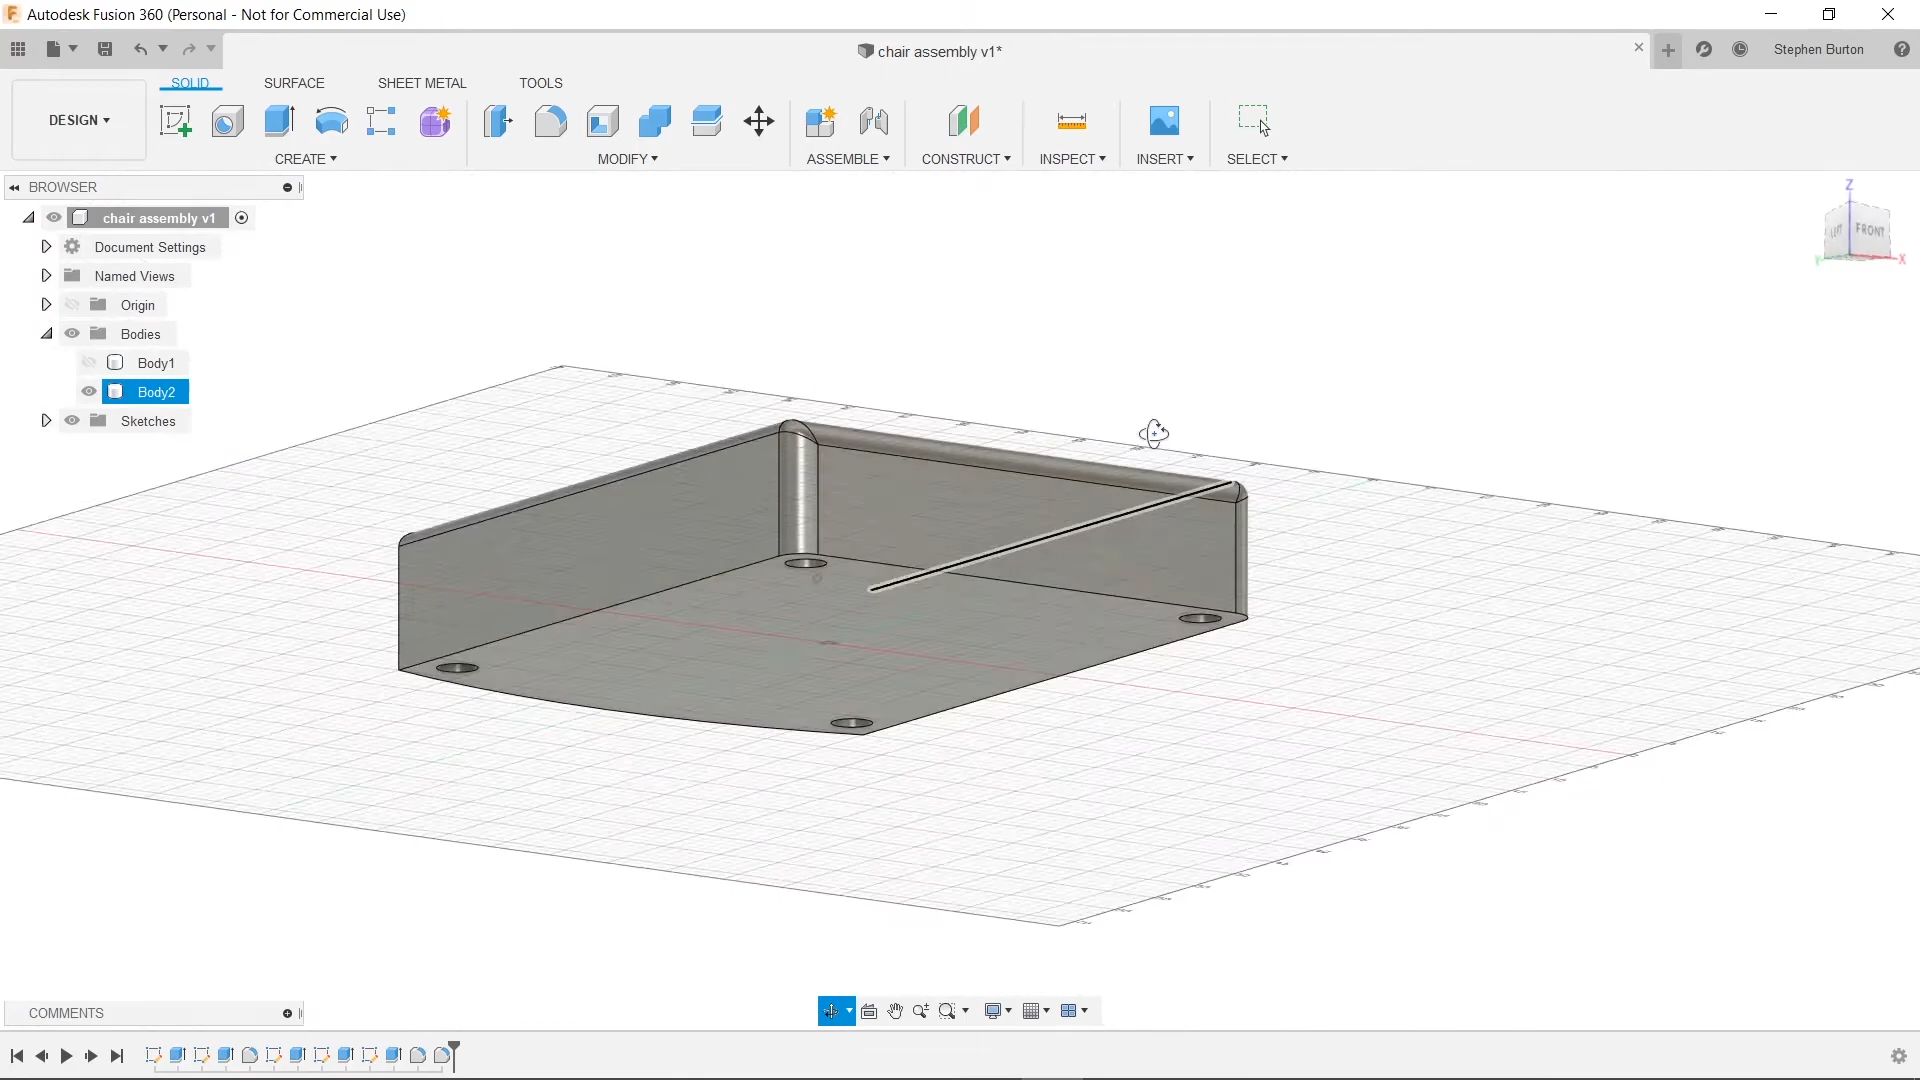 Autodesk Fusion 360 (Personal - Not for Commercial Use)
chair assembly v1*
Stephen Burton
SOLID SURFACE SHEET METAL TOOLS
DESIGN
CREATE MODIFY ASSEMBLE CONSTRUCT INSPECT INSERT SELECT
BROWSER
chair assembly v1
Document Settings
Named Views
Origin
Bodies
Body1
Body2
Sketches
Z
LEFT FRONT
Y X
COMMENTS